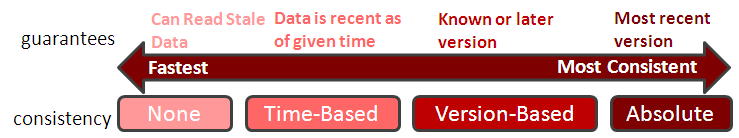 guarantees
Can Read Stale
Data
Data is recent as
of given time
Known or later
version
Most recent
version
Fastest
Most Consistent
consistency
None
Time-Based
Version-Based
Absolute